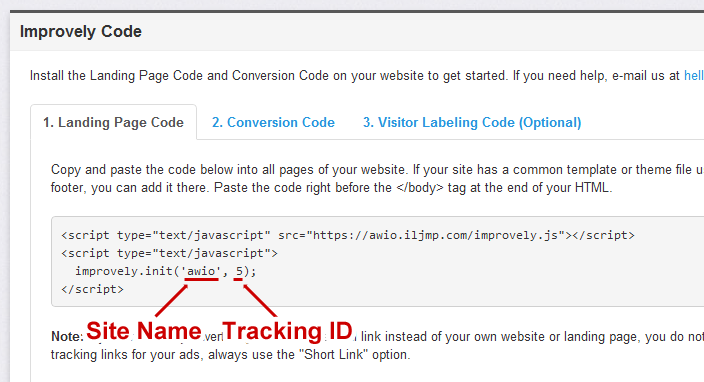 Improvely Code
Install the Landing Page Code and Conversion Code on your website to get started. If you need help, e-mail us at hell
1. Landing Page Code 2. Conversion Code 3. Visitor Labeling Code (Optional)
Copy and paste the code below into all pages of your website. If your site has a common template or theme file u
footer, you can add it there. Paste the code right before the </body> tag at the end of your HTML.
<script type="text/javascript" src="https://awio.iljmp.com/improvely.js"></script>
<script type="text/javascript">
improvely.init('awio', 5);
</script>
Site Name Tracking ID
Note: link instead of your own website or landing page, you do not
tracking links for your ads, always use the "Short Link" option.